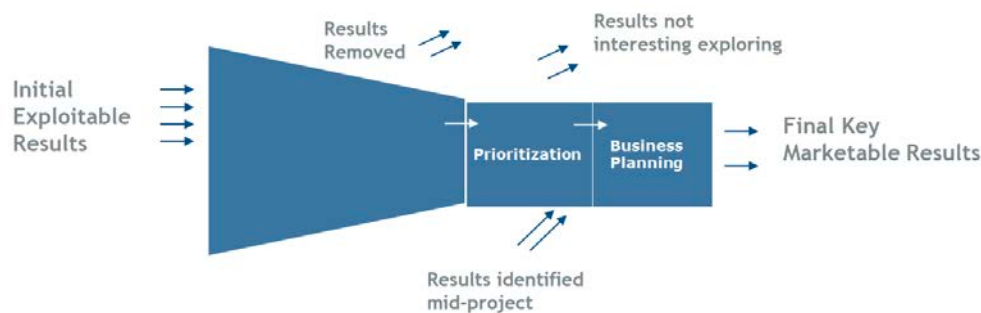 Results
Removed
Results not
interesting exploring
Initial
Exploitable
Results
Prioritization
Business
Planning
Final Key
Marketable Results
Results identified
mid-project